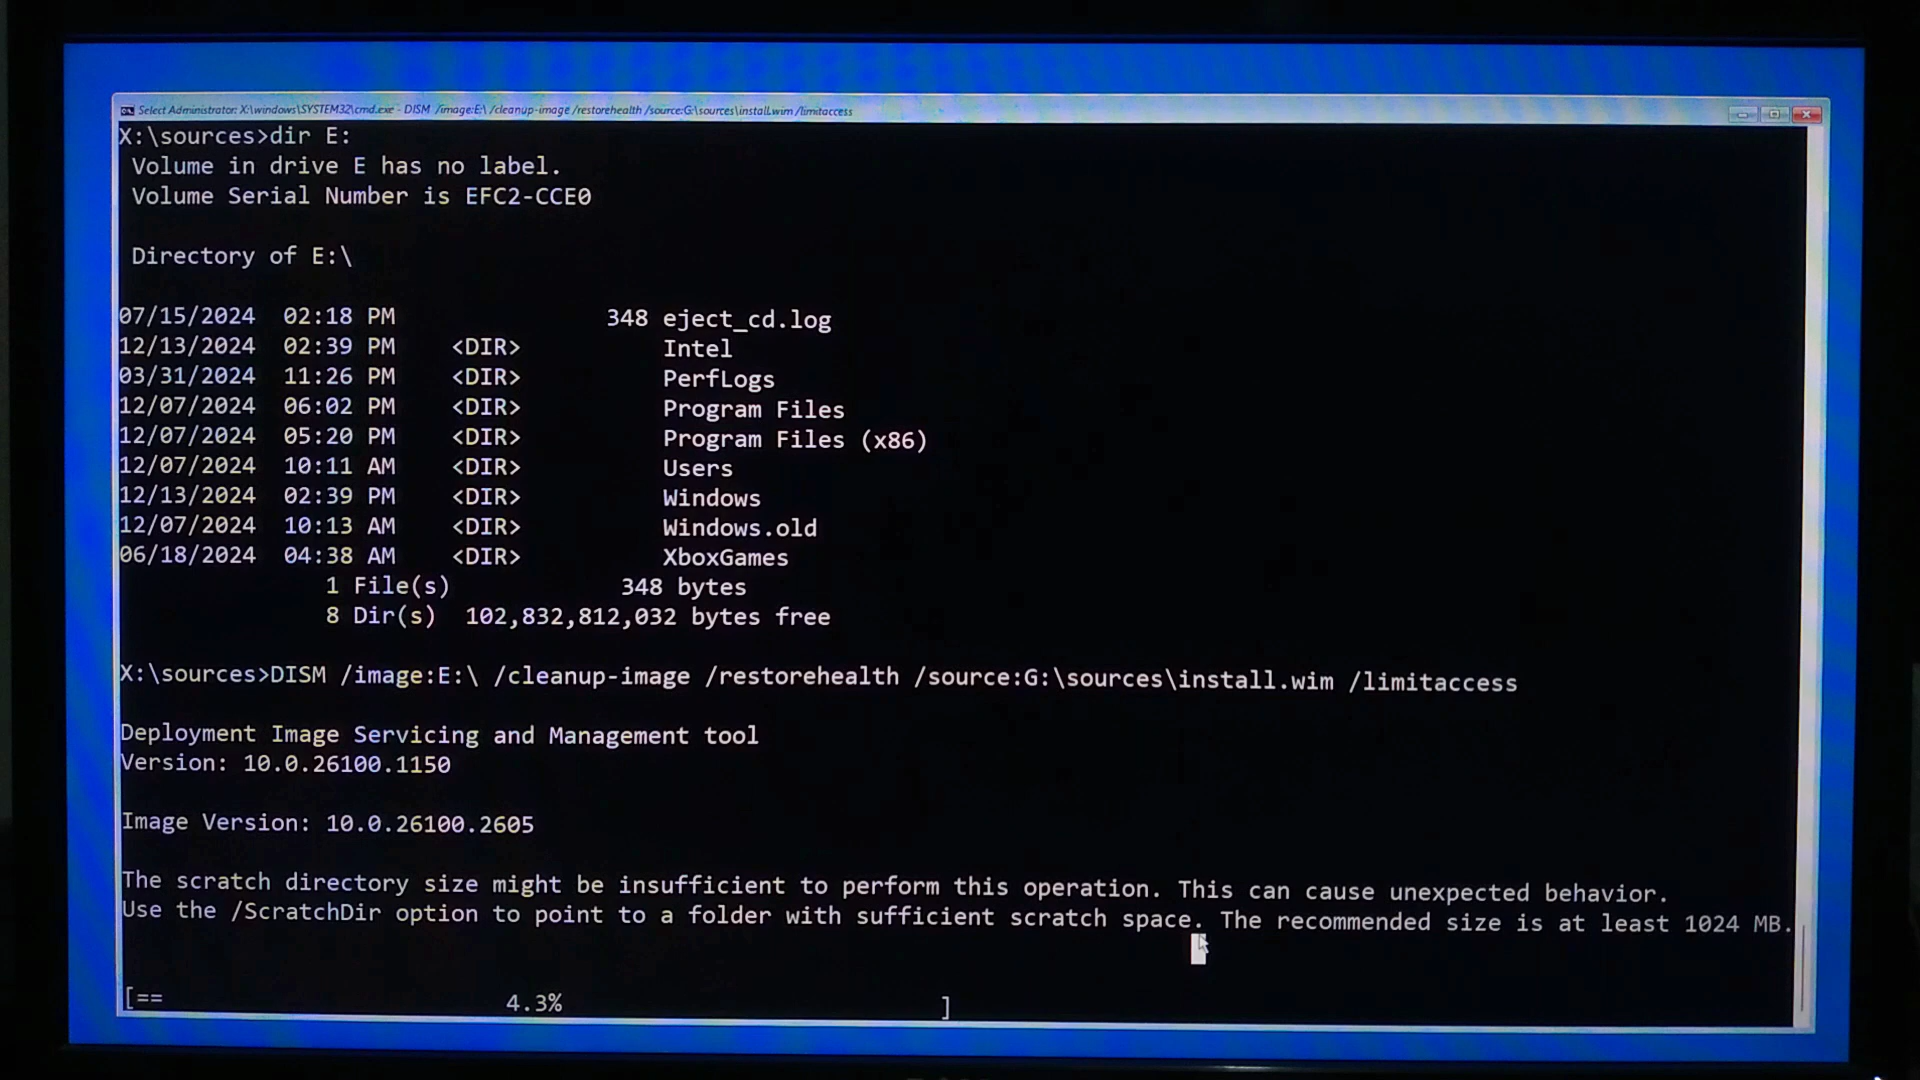 Select Administrator: X:\windows\SYSTEM32\cmd.exe - DISM /image:E:\ /cleanup-image /restorehealth /source:G:\sources\install.wim /limitaccess
X:\sources>dir E:
Volume in drive E has no label.
Volume Serial Number is EFC2-CCE0
Directory of E:\
07/15/2024 02:18 PM 348 eject_cd.log
12/13/2024 02:39 PM <DIR> Intel
03/31/2024 11:26 PM <DIR> PerfLogs
12/07/2024 06:02 PM <DIR> Program Files
12/07/2024 05:20 PM <DIR> Program Files (x86)
12/07/2024 10:11 AM <DIR> Users
12/13/2024 02:39 PM <DIR> Windows
12/07/2024 10:13 AM <DIR> Windows.old
06/18/2024 04:38 AM <DIR> XboxGames
1 File(s) 348 bytes
8 Dir(s) 102,832,812,032 bytes free
X:\sources>DISM /image:E:\ /cleanup-image /restorehealth /source:G:\sources\install.wim /limitaccess
Deployment Image Servicing and Management tool
Version: 10.0.26100.1150
Image Version: 10.0.26100.2605
The scratch directory size might be insufficient to perform this operation. This can cause unexpected behavior.
Use the /ScratchDir option to point to a folder with sufficient scratch space. The recommended size is at least 1024 MB.
[== 4.3% ]